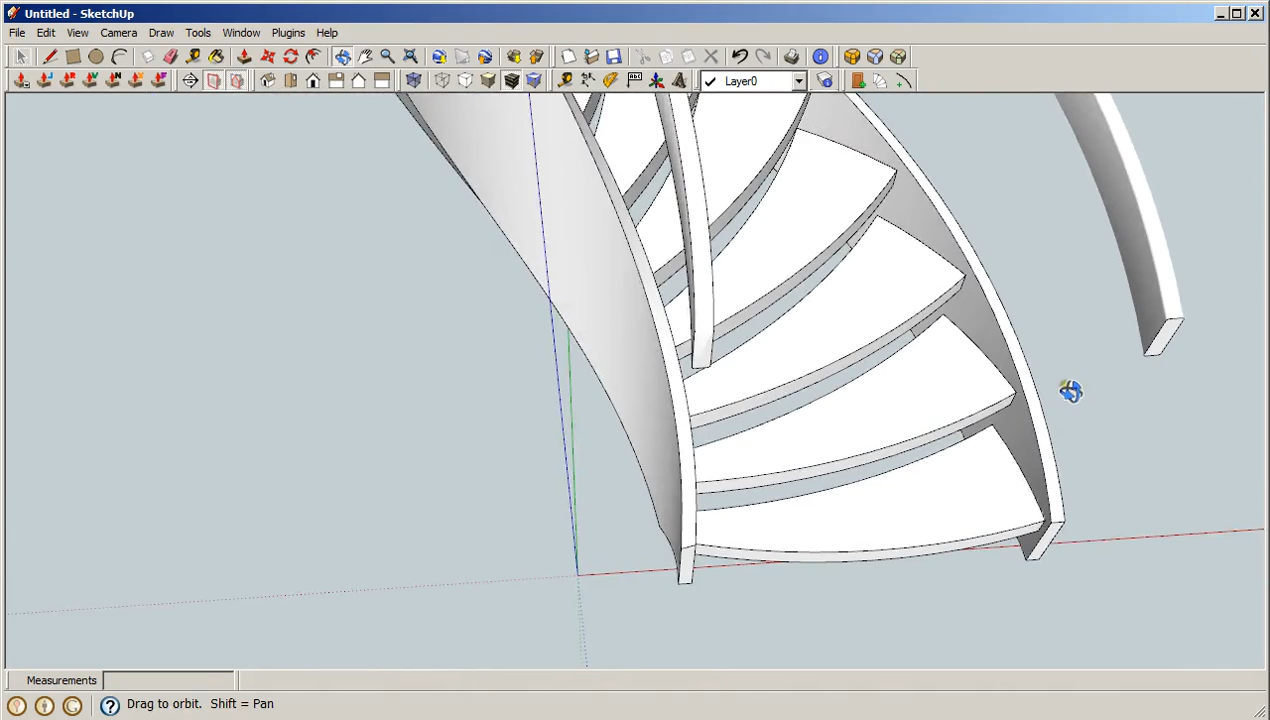 Untitled - SketchUp
File Edit View Camera Draw Tools Window Plugins Help
Layer0
Measurements
Drag to orbit. Shift = Pan